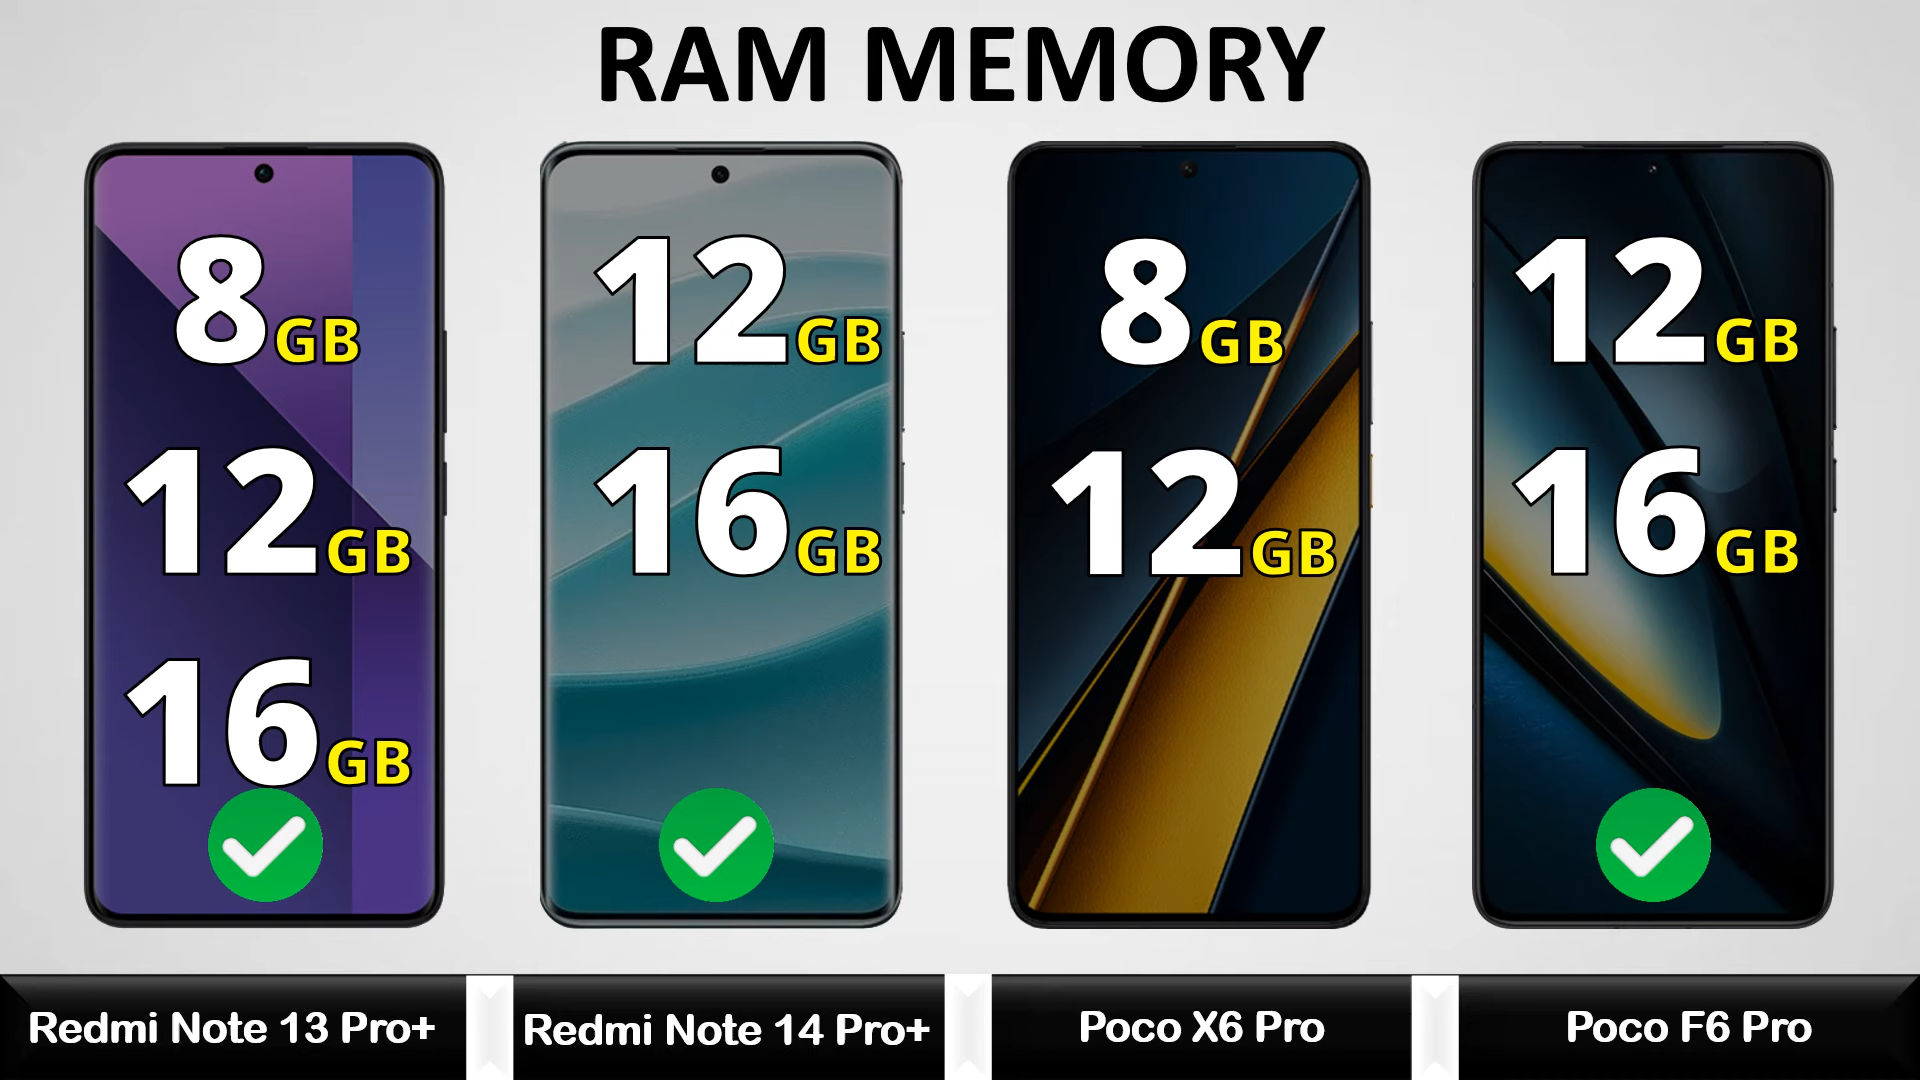 RAM MEMORY
8GB
12GB
16GB
12GB
16GB
8GB
12GB
12GB
16GB
Redmi Note 13 Pro+
Redmi Note 14 Pro+
Poco X6 Pro
Poco F6 Pro